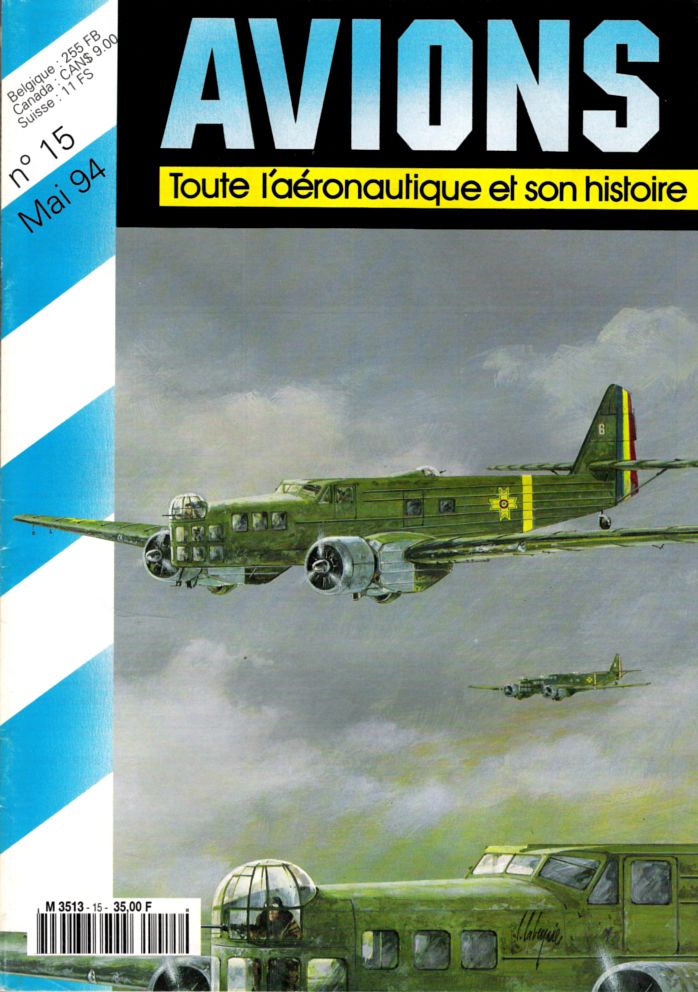 Belgique : 255 FB
Canada : CAN$ 9.00
Suisse : 11 FS
n° 15
Mai 94
AVIONS
Toute l'aéronautique et son histoire
6
M 3513 - 15 - 35,00 F